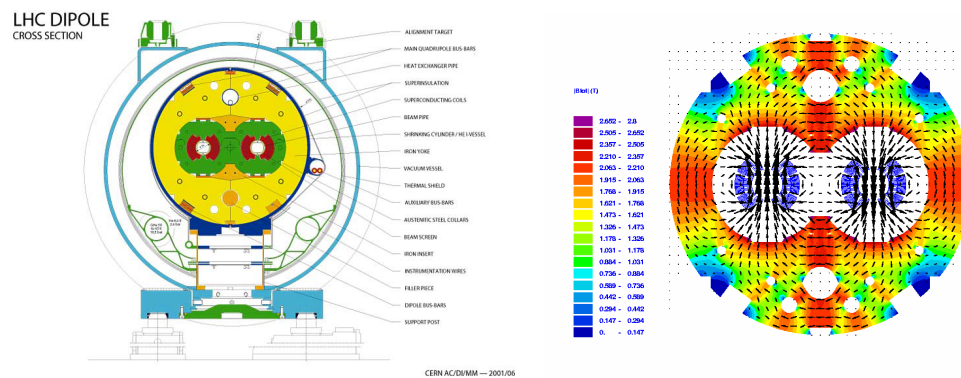 LHC DIPOLE
CROSS SECTION
ALIGNMENT TARGET
MAIN QUADRIPOLE BUS-BARS
HEAT EXCHANGER PIPE
SUPERINSULATION
SUPERCONDUCTING COILS
BEAM PIPE
SHRINKING CYLINDER / HE I-VESSEL
IRON YOKE
VACUUM VESSEL
THERMAL SHIELD
AUXILIARY BUS-BARS
AUSTENITIC STEEL COLLARS
BEAM SCREEN
IRON INSERT
INSTRUMENTATION WIRES
FILLER PIECE
DIPOLE BUS-BARS
SUPPORT POST
CERN AC/DI/MM — 2001/06
|Btot| (T)
2.652 - 2.8
2.505 - 2.652
2.357 - 2.505
2.210 - 2.357
2.063 - 2.210
1.915 - 2.063
1.768 - 1.915
1.621 - 1.768
1.473 - 1.621
1.326 - 1.473
1.178 - 1.326
1.031 - 1.178
0.884 - 1.031
0.736 - 0.884
0.589 - 0.736
0.442 - 0.589
0.294 - 0.442
0.147 - 0.294
0. - 0.147